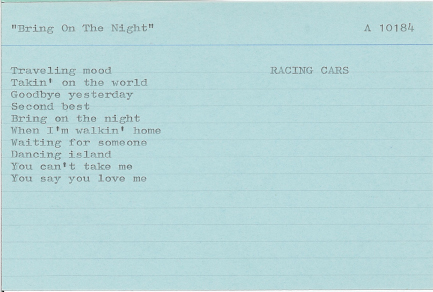 "Bring On The Night" A 10184
Traveling mood RACING CARS
Takin' on the world
Goodbye yesterday
Second best
Bring on the night
When I'm walkin' home
Waiting for someone
Dancing island
You can't take me
You say you love me